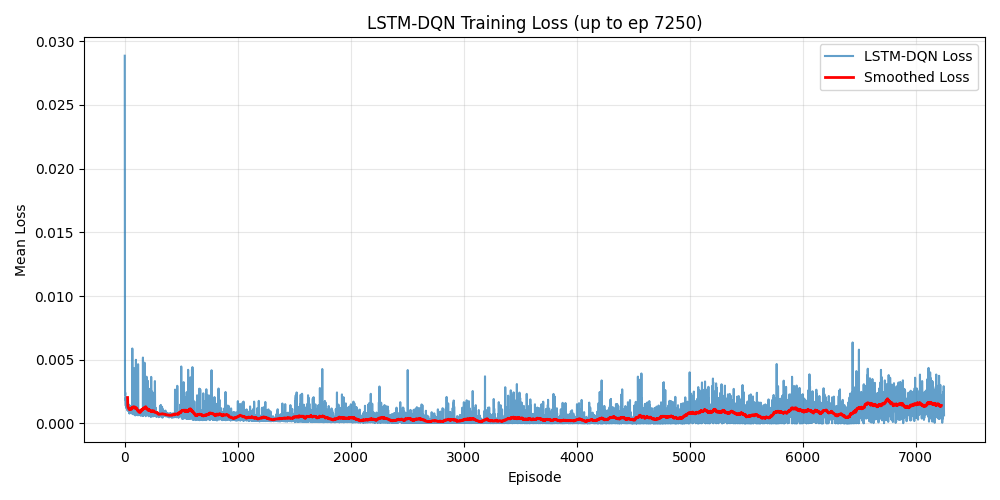 LSTM-DQN Training Loss (up to ep 7250)
0.030
0.025
0.020
0.015
0.010
0.005
0.000
Mean Loss
LSTM-DQN Loss
Smoothed Loss
0 1000 2000 3000 4000 5000 6000 7000
Episode